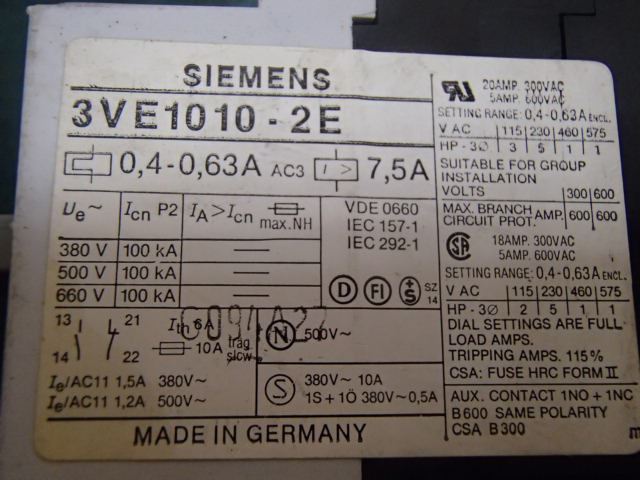 SIEMENS
3VE1010-2E
0,4-0,63A AC3 I> 7,5A
Ue~ Icn P2 IA>Icn max.NH
380 V 100 kA —
500 V 100 kA —
660 V 100 kA —
VDE 0660
IEC 157-1
IEC 292-1
D FI +S SZ 14
13 21 Ith 6A
14 22 10A träg slow
Ie/AC11 1,5A 380V~
Ie/AC11 1,2A 500V~
N 500V~
S 380V~ 10A
1S + 1Ö 380V~0,5A
MADE IN GERMANY
20AMP. 300VAC
5AMP. 600VAC
SETTING RANGE: 0,4-0,63A ENCL.
V AC 115 230 460 575
HP-3Ø 3 5 1 1
SUITABLE FOR GROUP
INSTALLATION
VOLTS 300 600
MAX. BRANCH
CIRCUIT PROT. AMP. 600 600
18AMP. 300VAC
5AMP. 600VAC
SETTING RANGE: 0,4-0,63A ENCL.
V AC 115 230 460 575
HP-3Ø 2 5 1 1
DIAL SETTINGS ARE FULL
LOAD AMPS.
TRIPPING AMPS. 115%
CSA: FUSE HRC FORM II
AUX. CONTACT 1NO+1NC
B600 SAME POLARITY
CSA B300